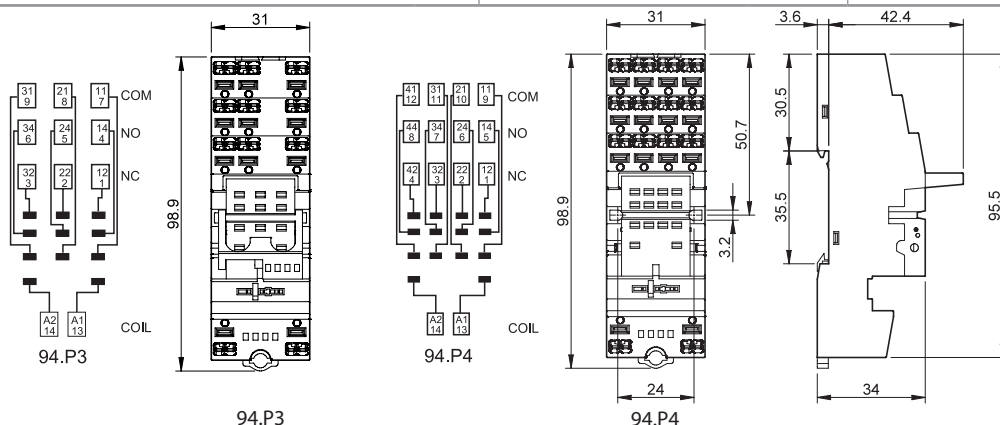 31
98.9
31 21 11
9 8 7
COM
34 24 14
6 5 4
NO
32 22 12
3 2 1
NC
A2 A1
14 13
COIL
94.P3
94.P3
41 31 21 11
12 11 10 9
COM
44 34 24 14
8 7 6 5
NO
42 32 22 12
4 3 2 1
NC
A2 A1
14 13
COIL
94.P4
31
98.9
50.7
3.2
24
94.P4
3.6
42.4
30.5
35.5
95.5
34